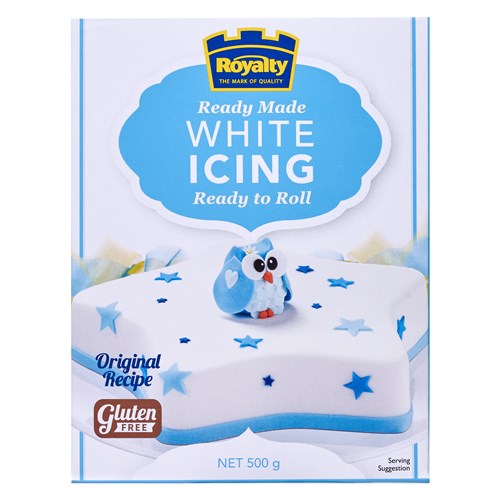 Royalty
THE MARK OF QUALITY
Ready Made
WHITE
ICING
Ready to Roll
Original
Recipe
Gluten
FREE
NET 500 g
Serving
Suggestion